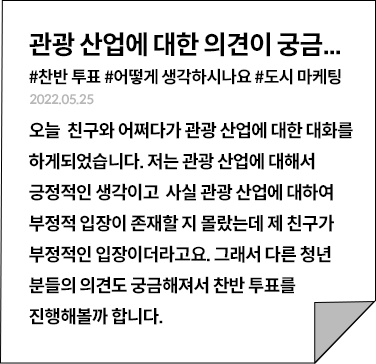 관광 산업에 대한 의견이 궁금...
#찬반 투표 #어떻게 생각하시나요 #도시 마케팅
2022.05.25
오늘 친구와 어쩌다가 관광 산업에 대한 대화를
하게되었습니다. 저는 관광 산업에 대해서
긍정적인 생각이고 사실 관광 산업에 대하여
부정적 입장이 존재할 지 몰랐는데 제 친구가
부정적인 입장이더라고요. 그래서 다른 청년
분들의 의견도 궁금해져서 찬반 투표를
진행해볼까 합니다.